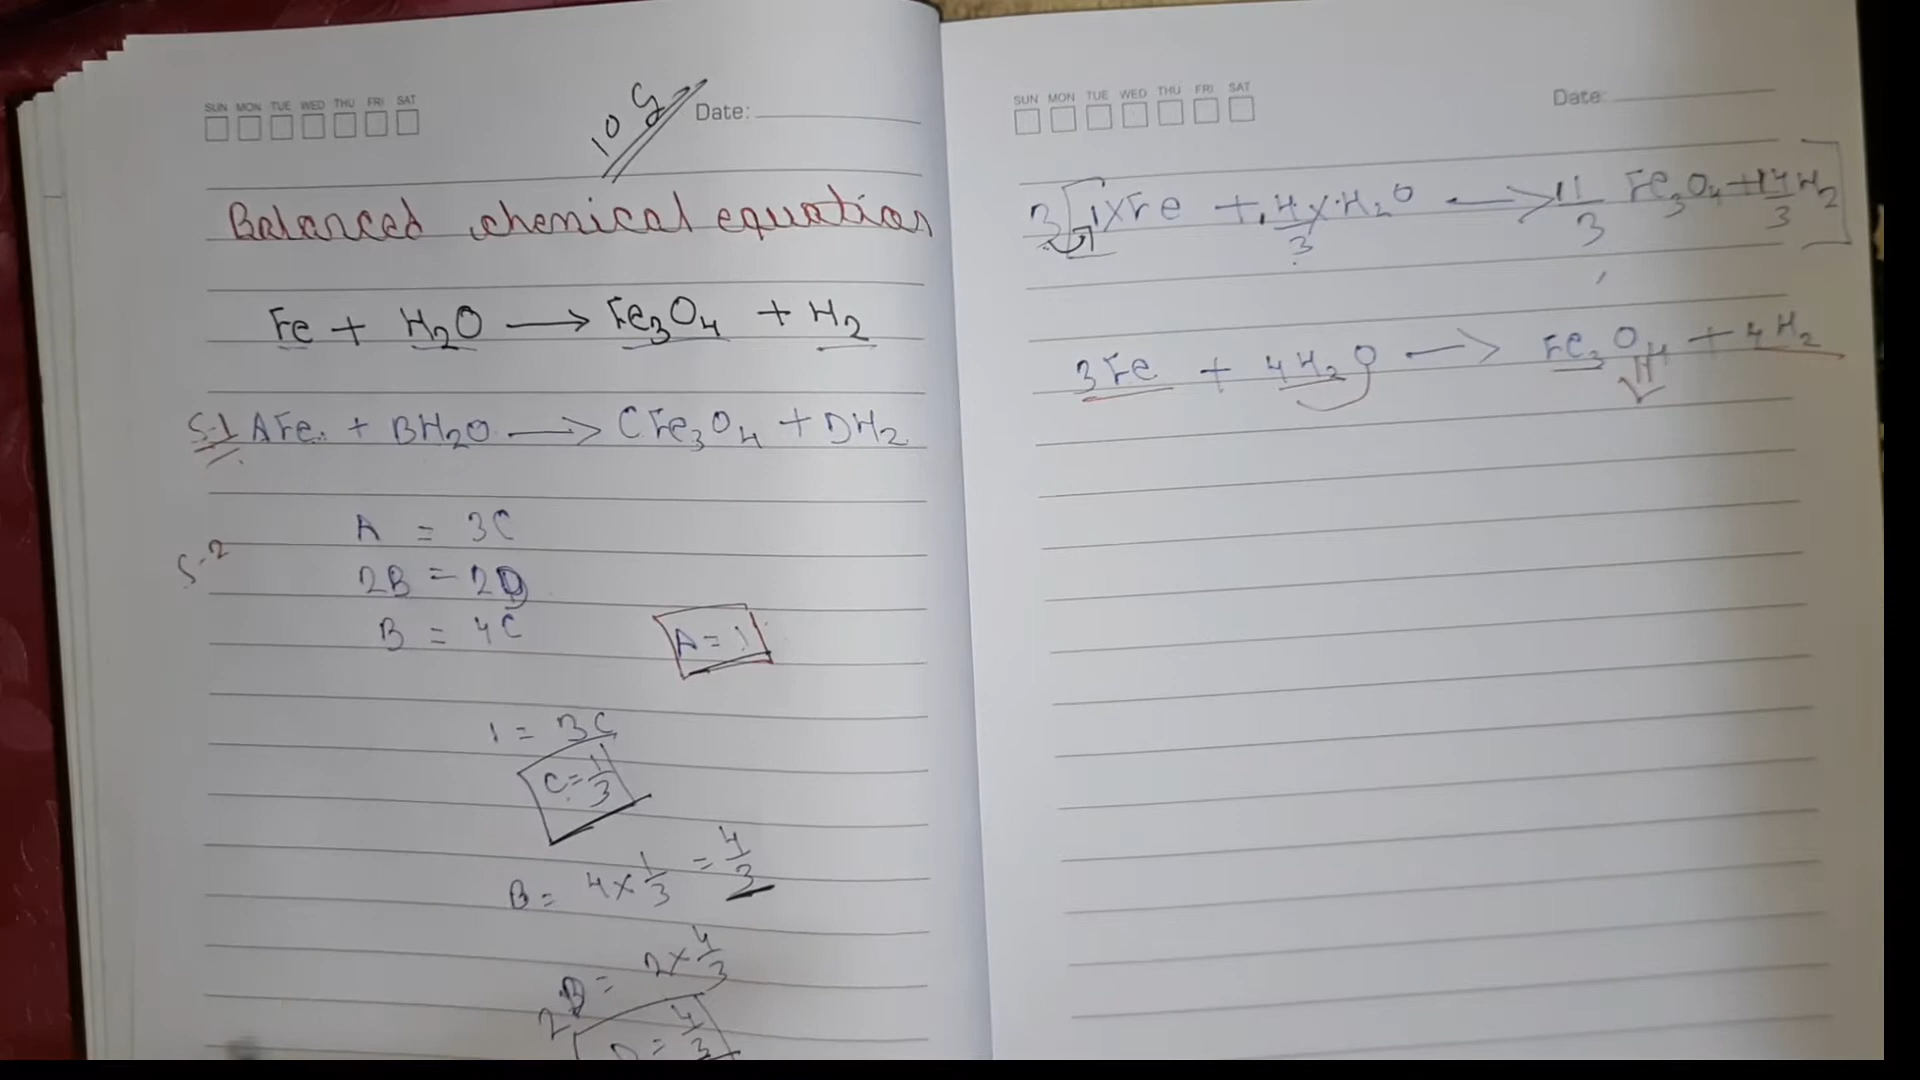 SUN MON TUE WED THU FRI SAT
Date:
Balanced chemical equation
Fe + H₂O ⟶ Fe₃O₄ + H₂
S-1 AFe + BH₂O ⟶ CFe₃O₄ + DH₂
S-2
A = 3C
2B = 2D
B = 4C
A = 1
1 = 3C
C = 1/3
B = 4 × 1/3 = 4/3
2D = 2 × 4/3
D = 4/3
SUN MON TUE WED THU FRI SAT
Date:
3 [1×Fe + 4/3 × H₂O ⟶ 1/3 Fe₃O₄ + 4/3 H₂]
3Fe + 4H₂O ⟶ Fe₃O₄ + 4H₂